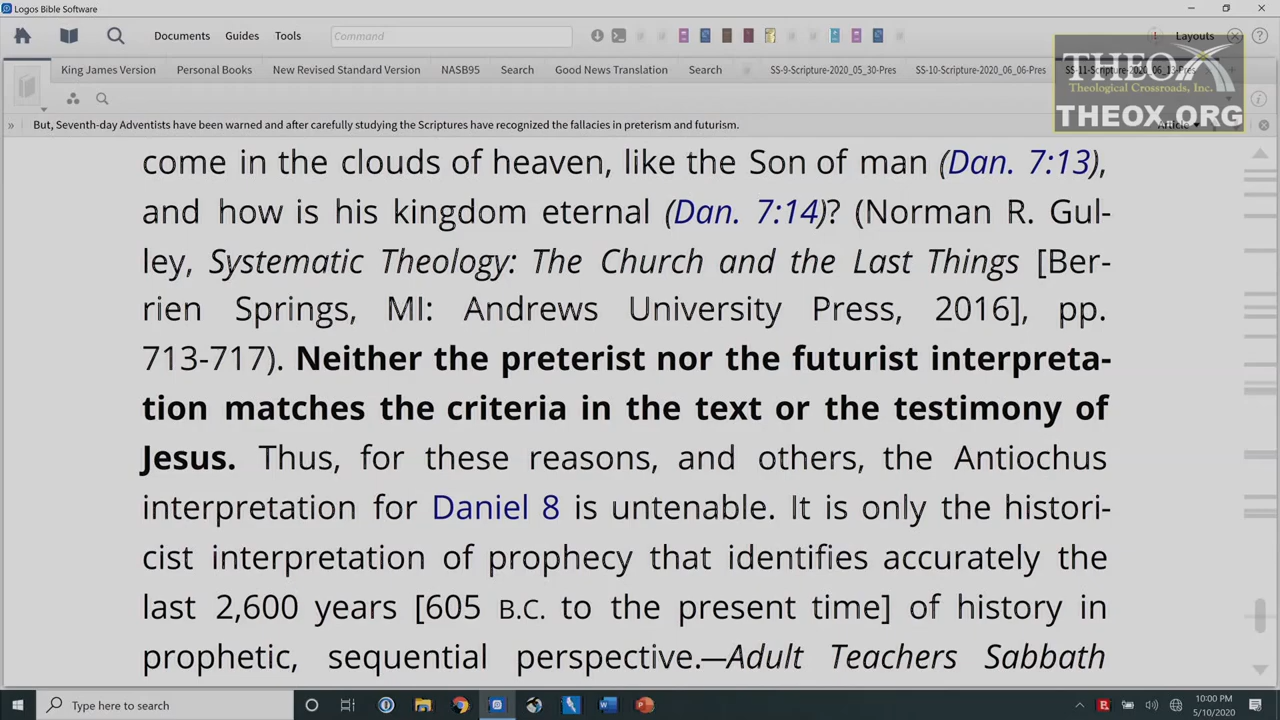 Logos Bible Software
Documents Guides Tools Command Layouts
King James Version Personal Books New Revised Standard NASB95 Search Good News Translation Search SS-9-Scripture-2020_05_30-Pres SS-10-Scripture-2020_06_06-Pres SS-11-Scripture-2020_06_13-Pres
THEOX
Theological Crossroads, Inc.
THEOX.ORG
» But, Seventh-day Adventists have been warned and after carefully studying the Scriptures have recognized the fallacies in preterism and futurism. Article
come in the clouds of heaven, like the Son of man (Dan. 7:13),
and how is his kingdom eternal (Dan. 7:14)? (Norman R. Gul-
ley, Systematic Theology: The Church and the Last Things [Ber-
rien Springs, MI: Andrews University Press, 2016], pp.
713-717). Neither the preterist nor the futurist interpreta-
tion matches the criteria in the text or the testimony of
Jesus. Thus, for these reasons, and others, the Antiochus
interpretation for Daniel 8 is untenable. It is only the histori-
cist interpretation of prophecy that identifies accurately the
last 2,600 years [605 B.C. to the present time] of history in
prophetic, sequential perspective.—Adult Teachers Sabbath
Type here to search
10:00 PM
5/10/2020